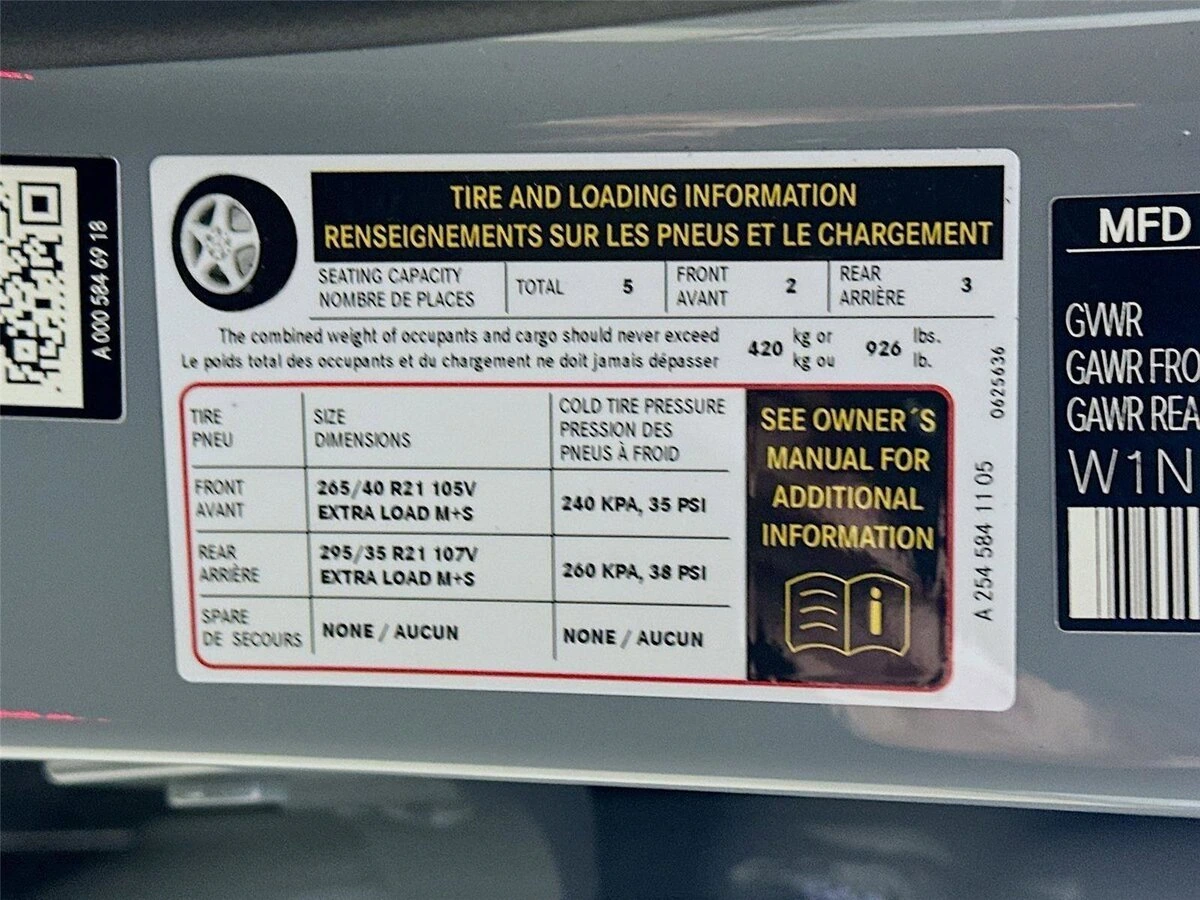 A 000 584 69 18
TIRE AND LOADING INFORMATION
RENSEIGNEMENTS SUR LES PNEUS ET LE CHARGEMENT
SEATING CAPACITY
NOMBRE DE PLACES
TOTAL 5
FRONT
AVANT
2
REAR
ARRIÈRE
3
The combined weight of occupants and cargo should never exceed
Le poids total des occupants et du chargement ne doit jamais dépasser
420
kg or
kg ou
926
lbs.
lb.
TIRE
PNEU
SIZE
DIMENSIONS
COLD TIRE PRESSURE
PRESSION DES
PNEUS À FROID
FRONT
AVANT
265/40 R21 105V
EXTRA LOAD M+S
240 KPA, 35 PSI
REAR
ARRIÈRE
295/35 R21 107V
EXTRA LOAD M+S
260 KPA, 38 PSI
SPARE
DE SECOURS
NONE / AUCUN
NONE / AUCUN
SEE OWNER´S
MANUAL FOR
ADDITIONAL
INFORMATION
0625636
A 254 584 11 05
MFD
GVWR
GAWR FRO
GAWR REA
W1N